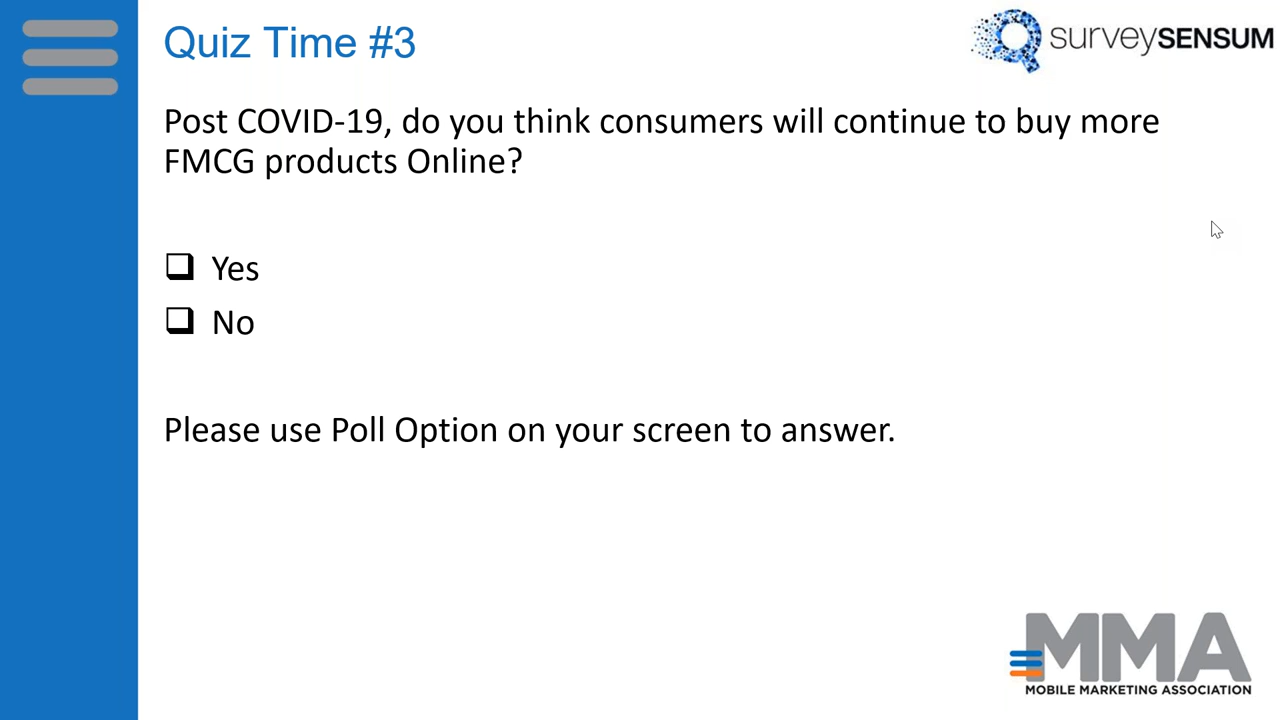 Quiz Time #3
surveySENSUM
Post COVID-19, do you think consumers will continue to buy more
FMCG products Online?
Yes
No
Please use Poll Option on your screen to answer.
MMA
MOBILE MARKETING ASSOCIATION